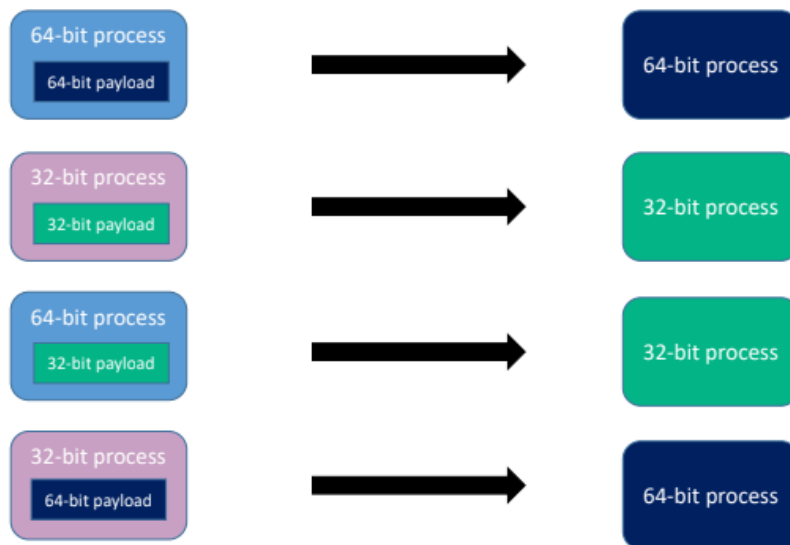 64-bit process
64-bit payload
64-bit process
32-bit process
32-bit payload
32-bit process
64-bit process
32-bit payload
32-bit process
32-bit process
64-bit payload
64-bit process